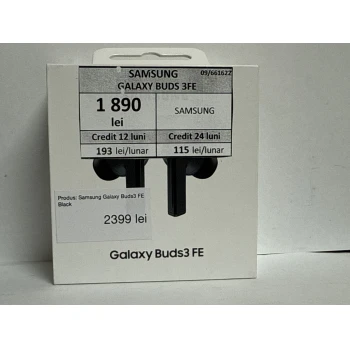 SAMSUNG
09/661622
GALAXY BUDS 3FE
1 890
lei
SAMSUNG
Credit 12 luni
Credit 24 luni
193 lei/lunar
115 lei/lunar
Produs: Samsung Galaxy Buds3 FE
Black
2399 lei
Galaxy Buds3 FE